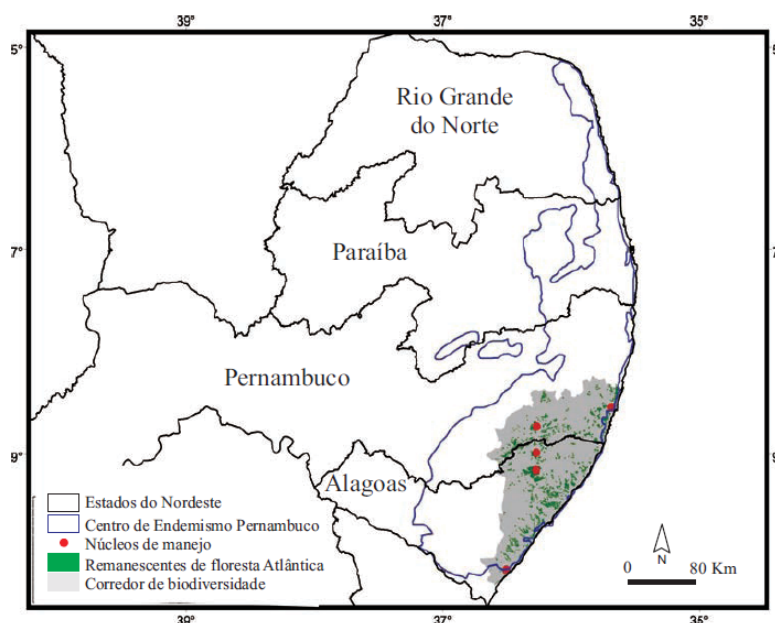 39°
37°
35°
5°
5°
Rio Grande
do Norte
Paraíba
7°
7°
Pernambuco
9°
9°
Alagoas
Estados do Nordeste
Centro de Endemismo Pernambuco
Núcleos de manejo
Remanescentes de floresta Atlântica
Corredor de biodiversidade
N
0 80 Km
39°
37°
35°